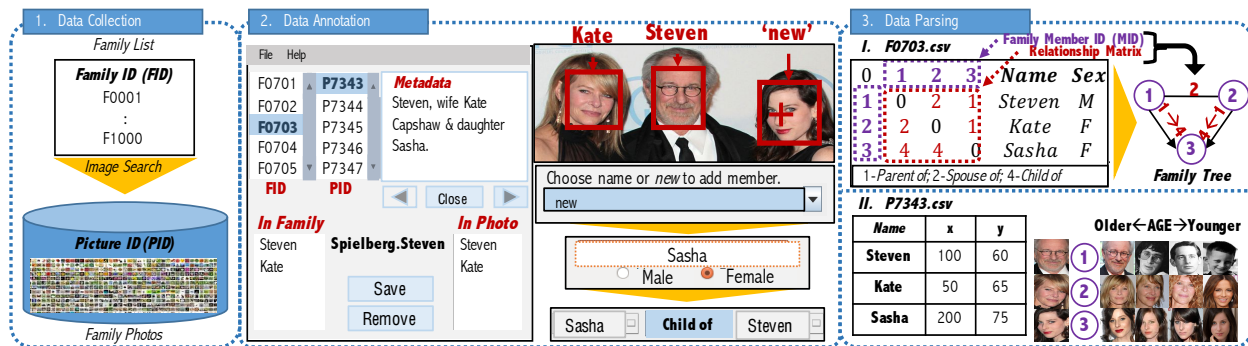 1. Data Collection
Family List
Family ID (FID)
F0001
:
F1000
Image Search
Picture ID (PID)
Family Photos
2. Data Annotation
File Help
F0701 P7343
F0702 P7344
F0703 P7345
F0704 P7346
F0705 P7347
FID PID
Metadata
Steven, wife Kate
Capshaw & daughter
Sasha.
Close
In Family
Steven
Kate
Spielberg.Steven
Save
Remove
In Photo
Steven
Kate
Kate Steven 'new'
Choose name or new to add member.
new
Sasha
Male Female
Sasha Child of Steven
3. Data Parsing
I. F0703.csv
Family Member ID (MID)
Relationship Matrix
0 1 2 3 Name Sex
1 0 2 1 Steven M
2 2 0 1 Kate F
3 4 4 0 Sasha F
1-Parent of; 2-Spouse of; 4-Child of
1 2 2
1 4 1 4
3
Family Tree
II. P7343.csv
Name x y
Steven 100 60
Kate 50 65
Sasha 200 75
Older←AGE→Younger
1
2
3